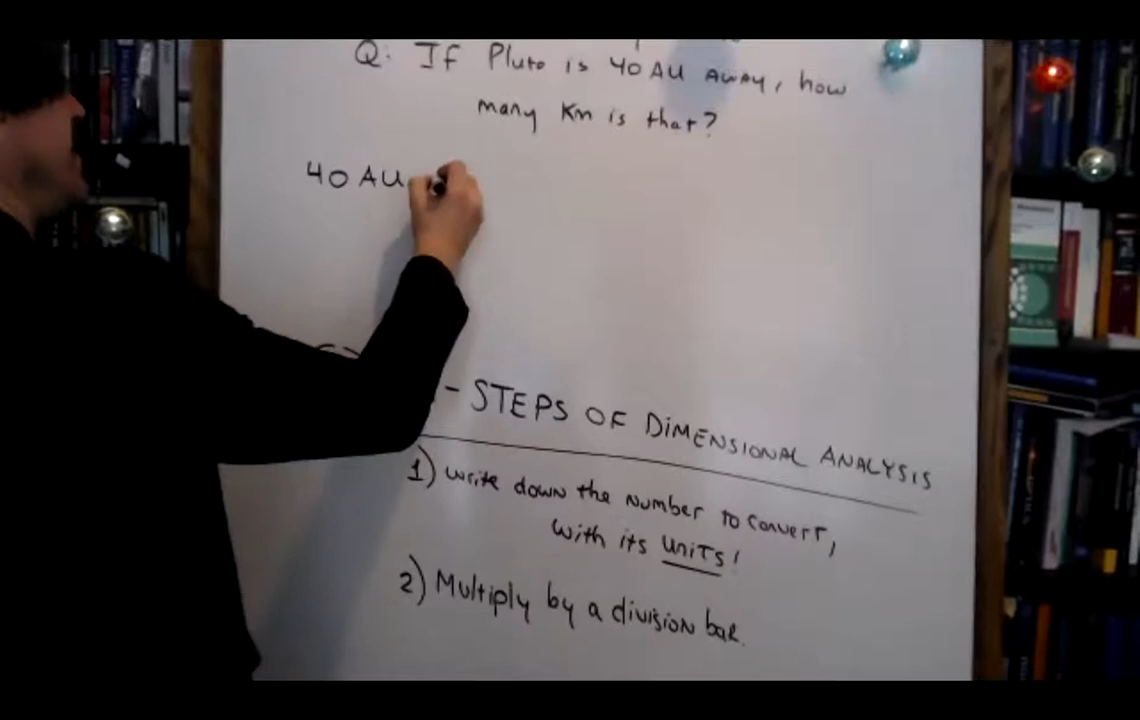 Q: If Pluto is 40 AU AWAY, how
many Km is that?
40 AU
- STEPS OF DIMENSIONAL ANALYSIS
1) Write down the number to convert,
with its UNITS!
2) Multiply by a division bar.